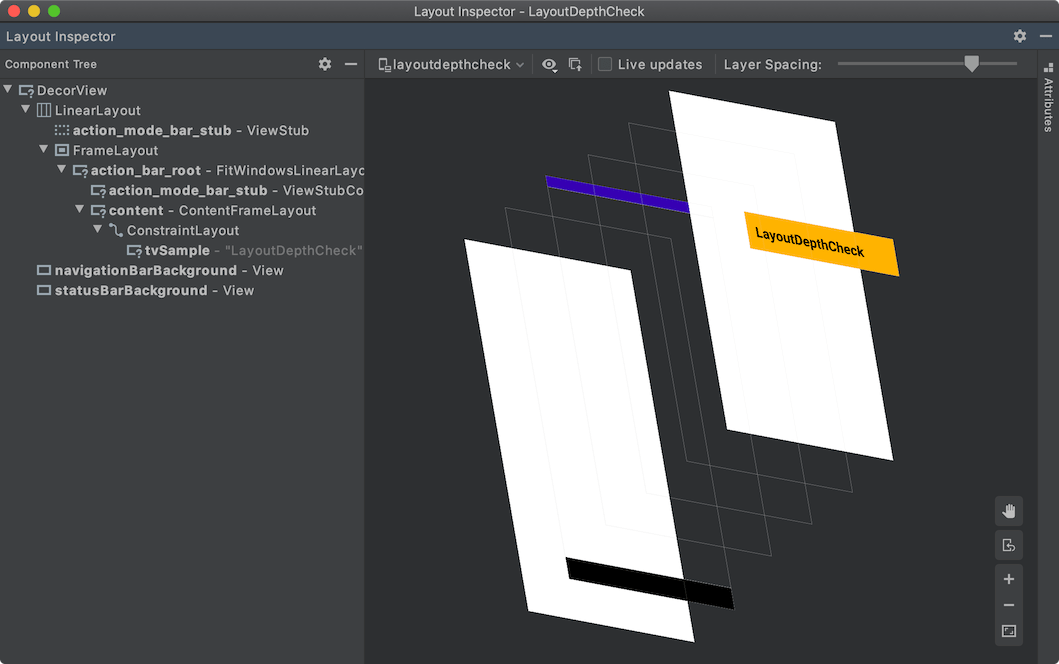 Layout Inspector - LayoutDepthCheck
Layout Inspector
Component Tree
layoutdepthcheck
Live updates
Layer Spacing:
Attributes
DecorView
LinearLayout
action_mode_bar_stub - ViewStub
FrameLayout
action_bar_root - FitWindowsLinearLayo
action_mode_bar_stub - ViewStubCo
content - ContentFrameLayout
ConstraintLayout
tvSample - "LayoutDepthCheck"
navigationBarBackground - View
statusBarBackground - View
LayoutDepthCheck